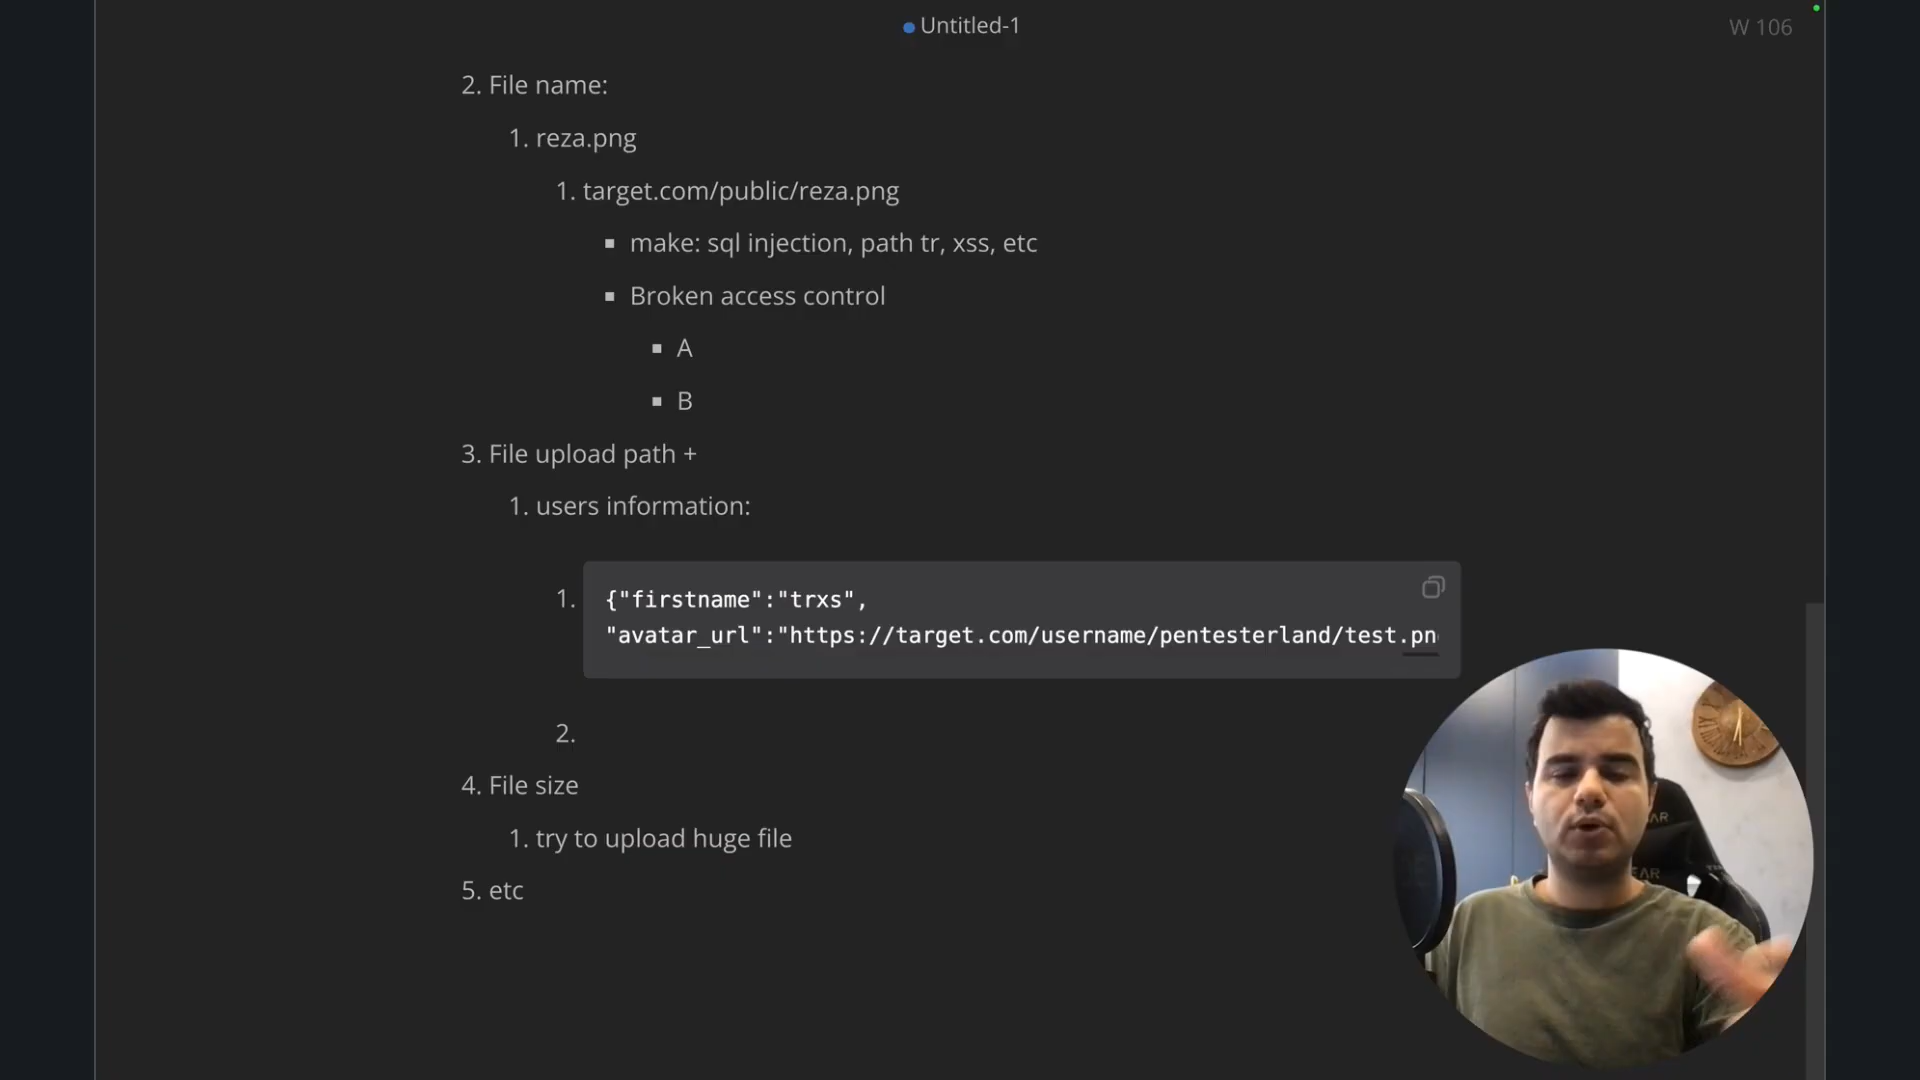 Untitled-1
W 106
2. File name:
1. reza.png
1. target.com/public/reza.png
▪ make: sql injection, path tr, xss, etc
▪ Broken access control
▪ A
▪ B
3. File upload path +
1. users information:
1. {"firstname":"trxs",
"avatar_url":"https://target.com/username/pentesterland/test.pn
2.
4. File size
1. try to upload huge file
5. etc